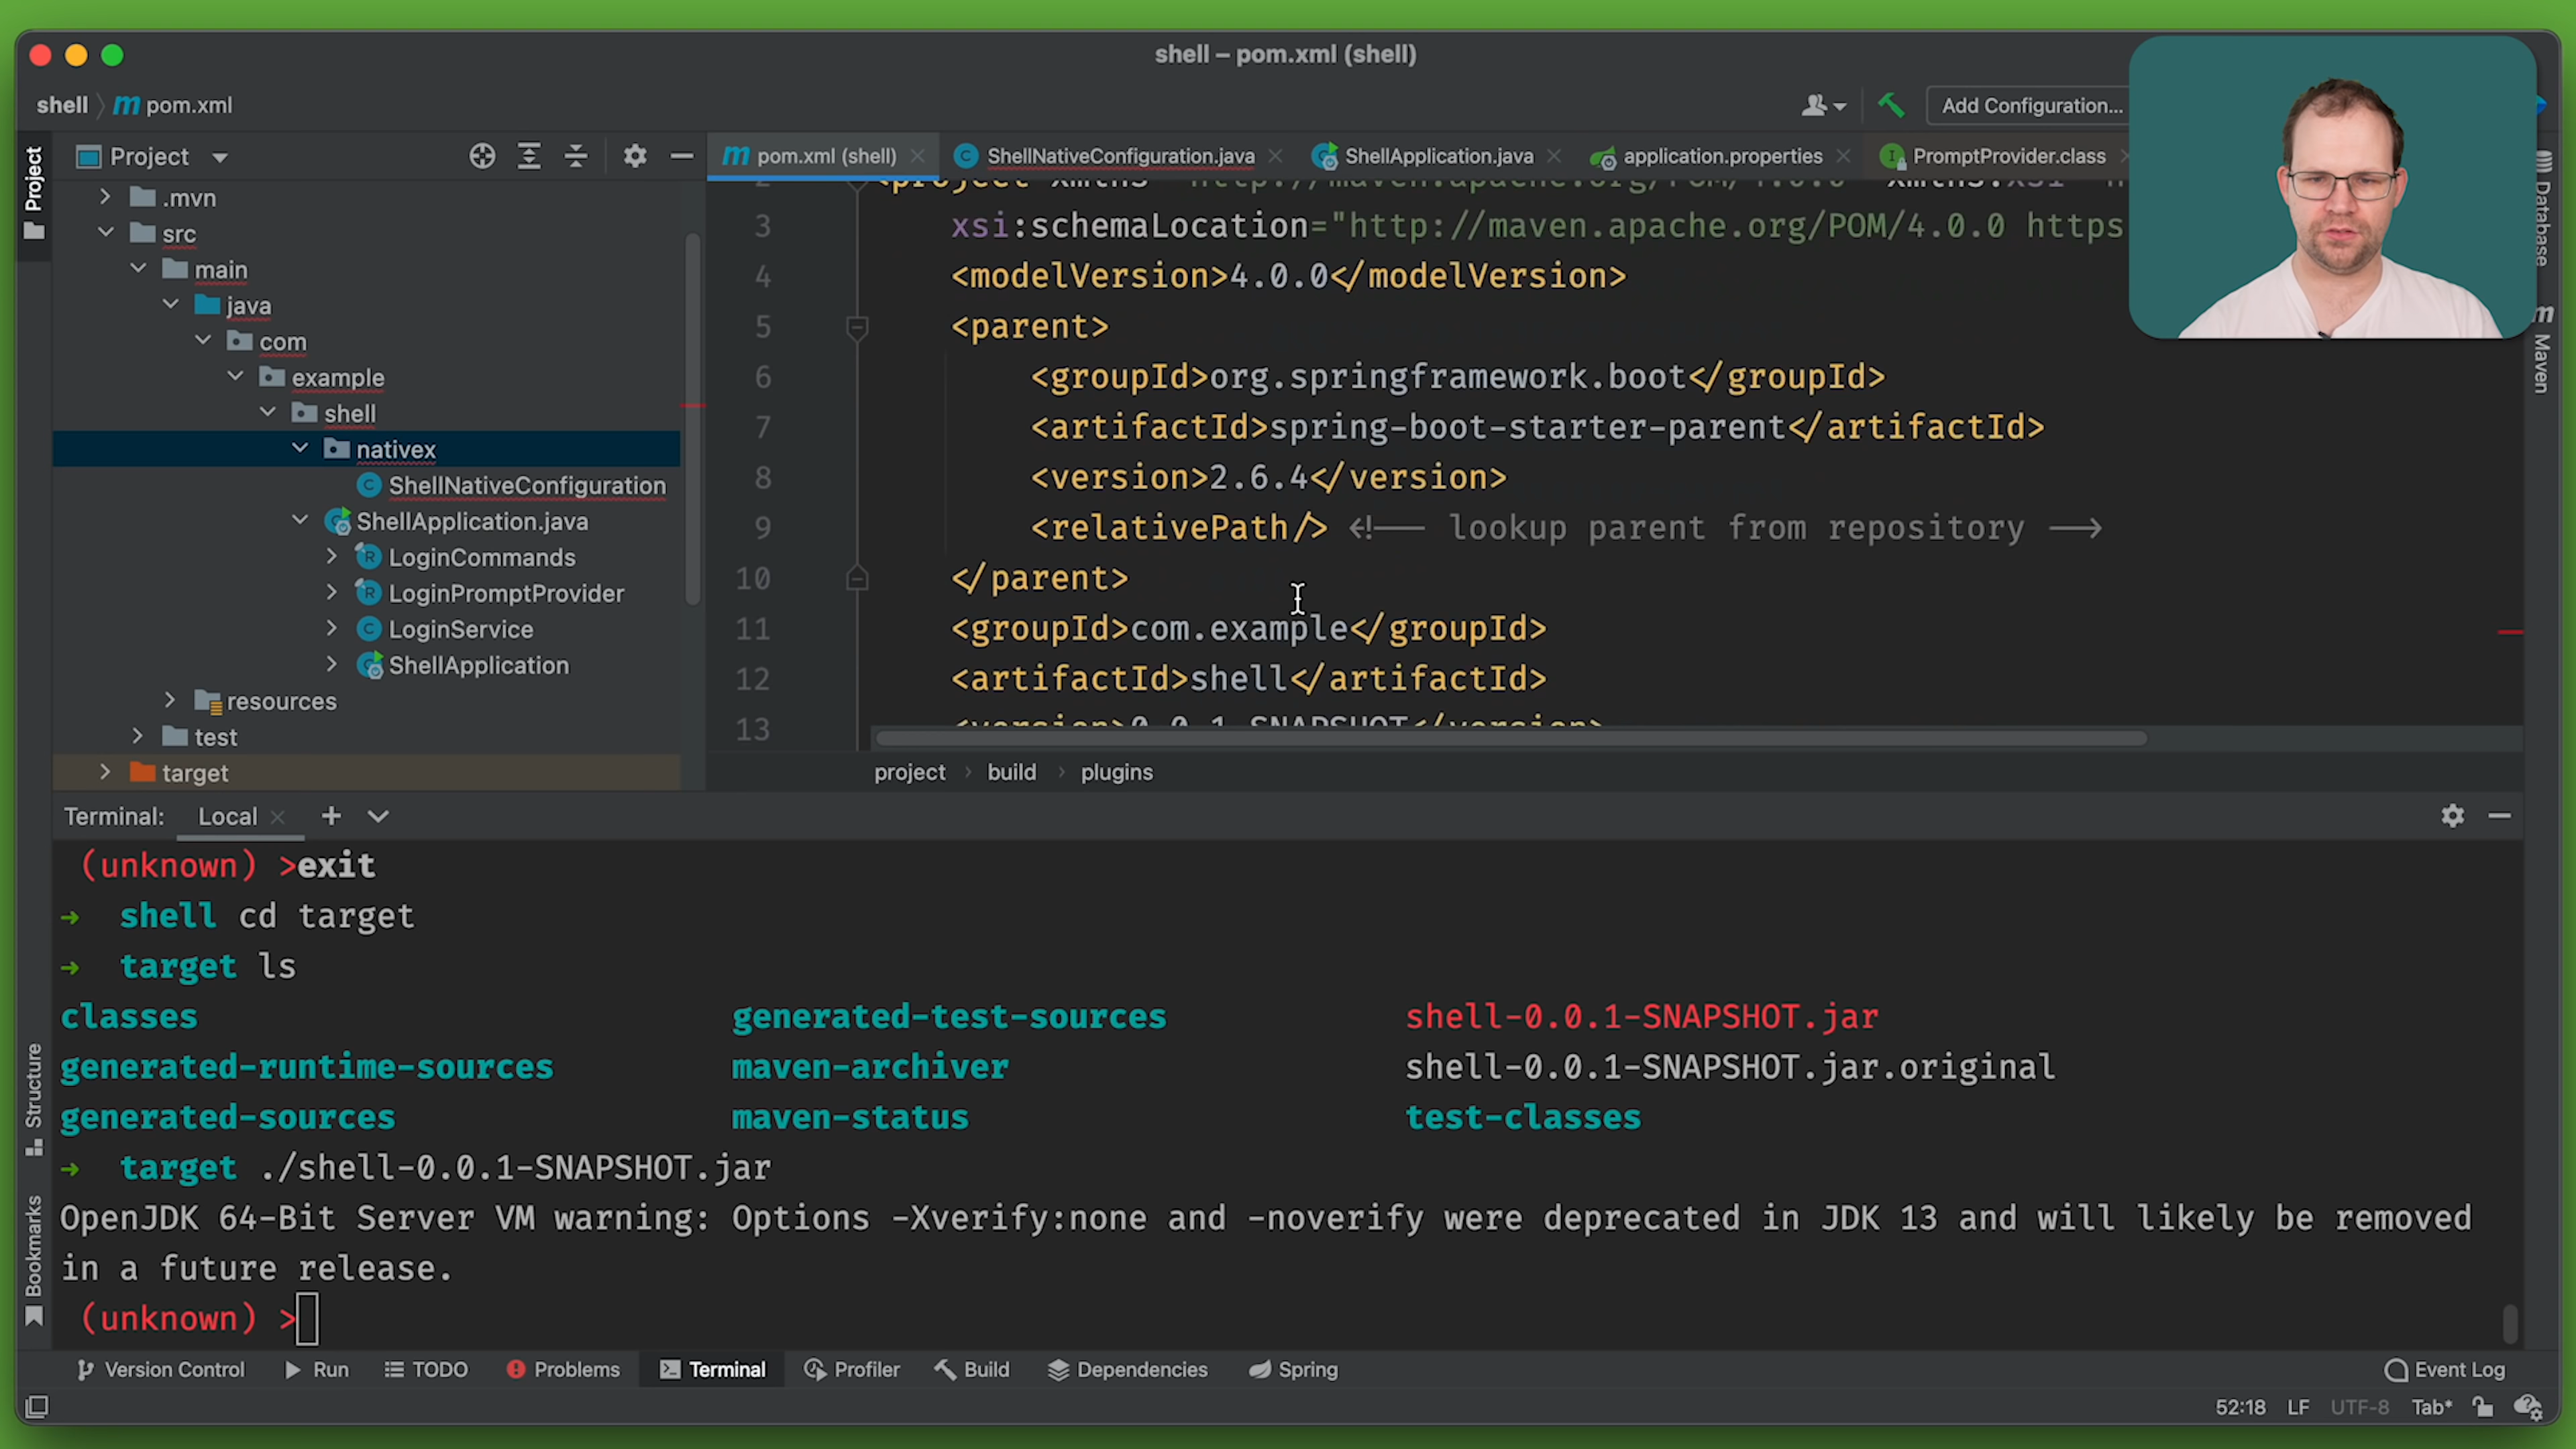 shell – pom.xml (shell)
shell
m pom.xml
Add Configuration...
Project
Project
.mvn
src
main
java
com
example
shell
nativex
ShellNativeConfiguration
ShellApplication.java
LoginCommands
LoginPromptProvider
LoginService
ShellApplication
resources
test
target
Structure
Bookmarks
m pom.xml (shell)
ShellNativeConfiguration.java
ShellApplication.java
application.properties
PromptProvider.class
3 xsi:schemaLocation="http://maven.apache.org/POM/4.0.0 https
4 <modelVersion>4.0.0</modelVersion>
5 <parent>
6 <groupId>org.springframework.boot</groupId>
7 <artifactId>spring-boot-starter-parent</artifactId>
8 <version>2.6.4</version>
9 <relativePath/> <!-- lookup parent from repository -->
10 </parent>
11 <groupId>com.example</groupId>
12 <artifactId>shell</artifactId>
13 <version>0.0.1-SNAPSHOT</version>
project > build > plugins
Database
m Maven
Terminal: Local
(unknown) >exit
➜ shell cd target
➜ target ls
classes generated-test-sources shell-0.0.1-SNAPSHOT.jar
generated-runtime-sources maven-archiver shell-0.0.1-SNAPSHOT.jar.original
generated-sources maven-status test-classes
➜ target ./shell-0.0.1-SNAPSHOT.jar
OpenJDK 64-Bit Server VM warning: Options -Xverify:none and -noverify were deprecated in JDK 13 and will likely be removed
in a future release.
(unknown) >
Version Control Run TODO Problems Terminal Profiler Build Dependencies Spring Event Log
52:18 LF UTF-8 Tab*